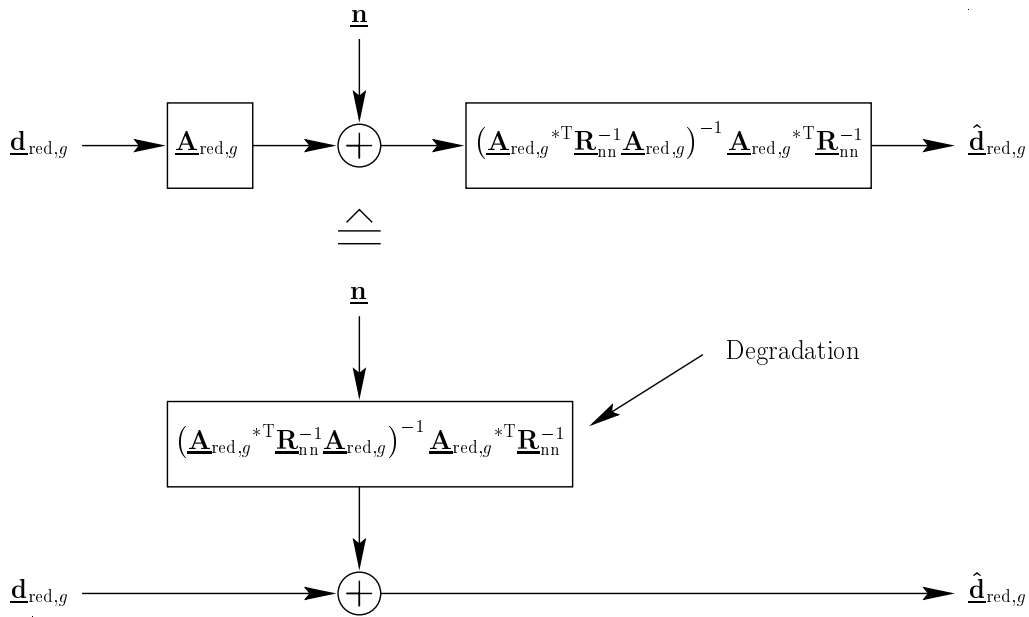 n
d_red,g A_red,g + (A_red,g*T R_nn^−1 A_red,g)^−1 A_red,g*T R_nn^−1 d̂_red,g
≙
n
Degradation
(A_red,g*T R_nn^−1 A_red,g)^−1 A_red,g*T R_nn^−1
d_red,g + d̂_red,g